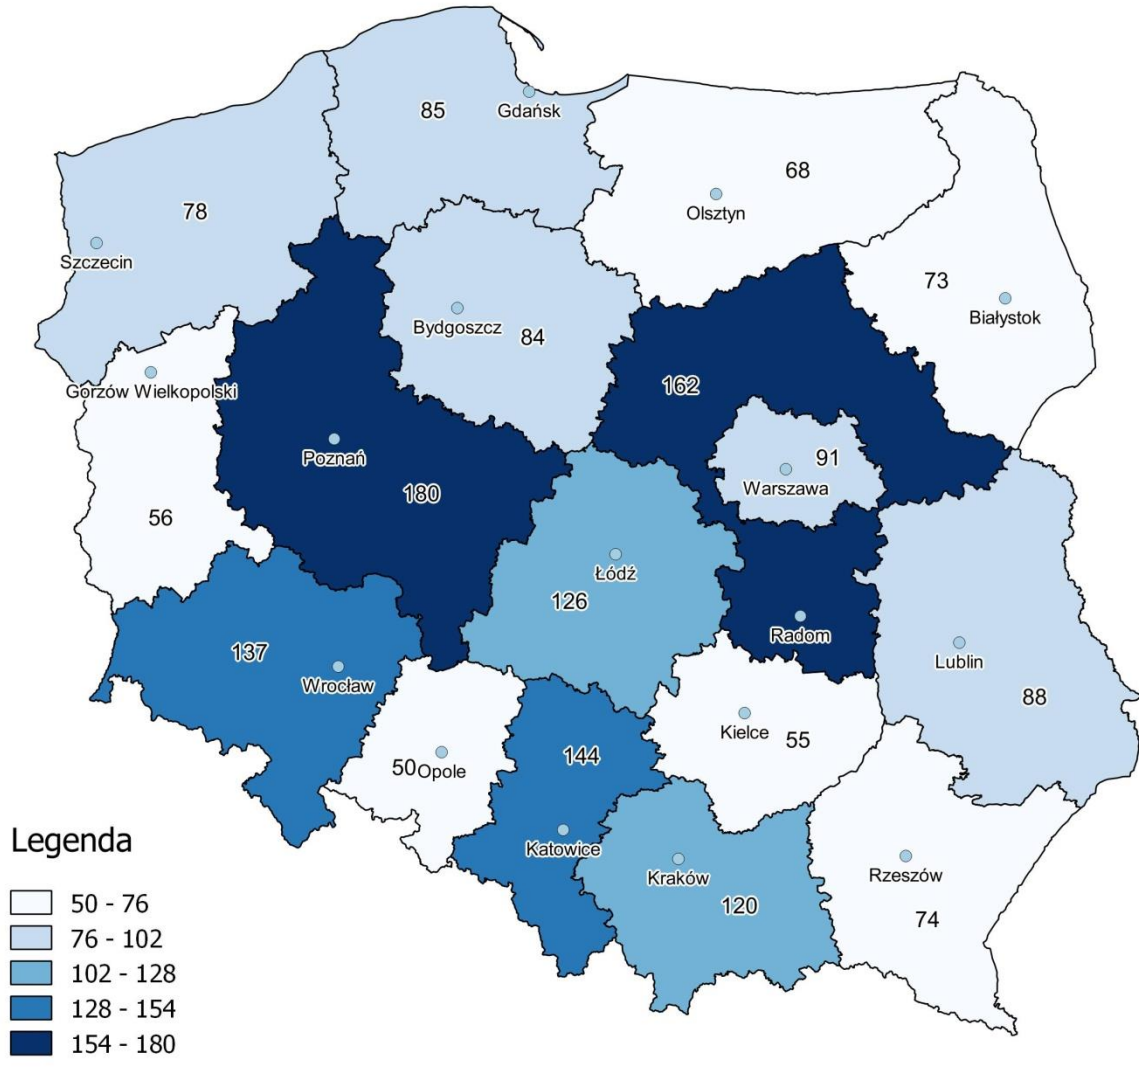 85
Gdańsk
68
Olsztyn
78
Szczecin
73
Białystok
Bydgoszcz
84
Gorzów Wielkopolski
162
Poznań
91
Warszawa
180
56
Łódź
126
Radom
137
Wrocław
Lublin
88
Kielce
55
144
50
Opole
Katowice
Kraków
120
Rzeszów
74
Legenda
50 - 76
76 - 102
102 - 128
128 - 154
154 - 180